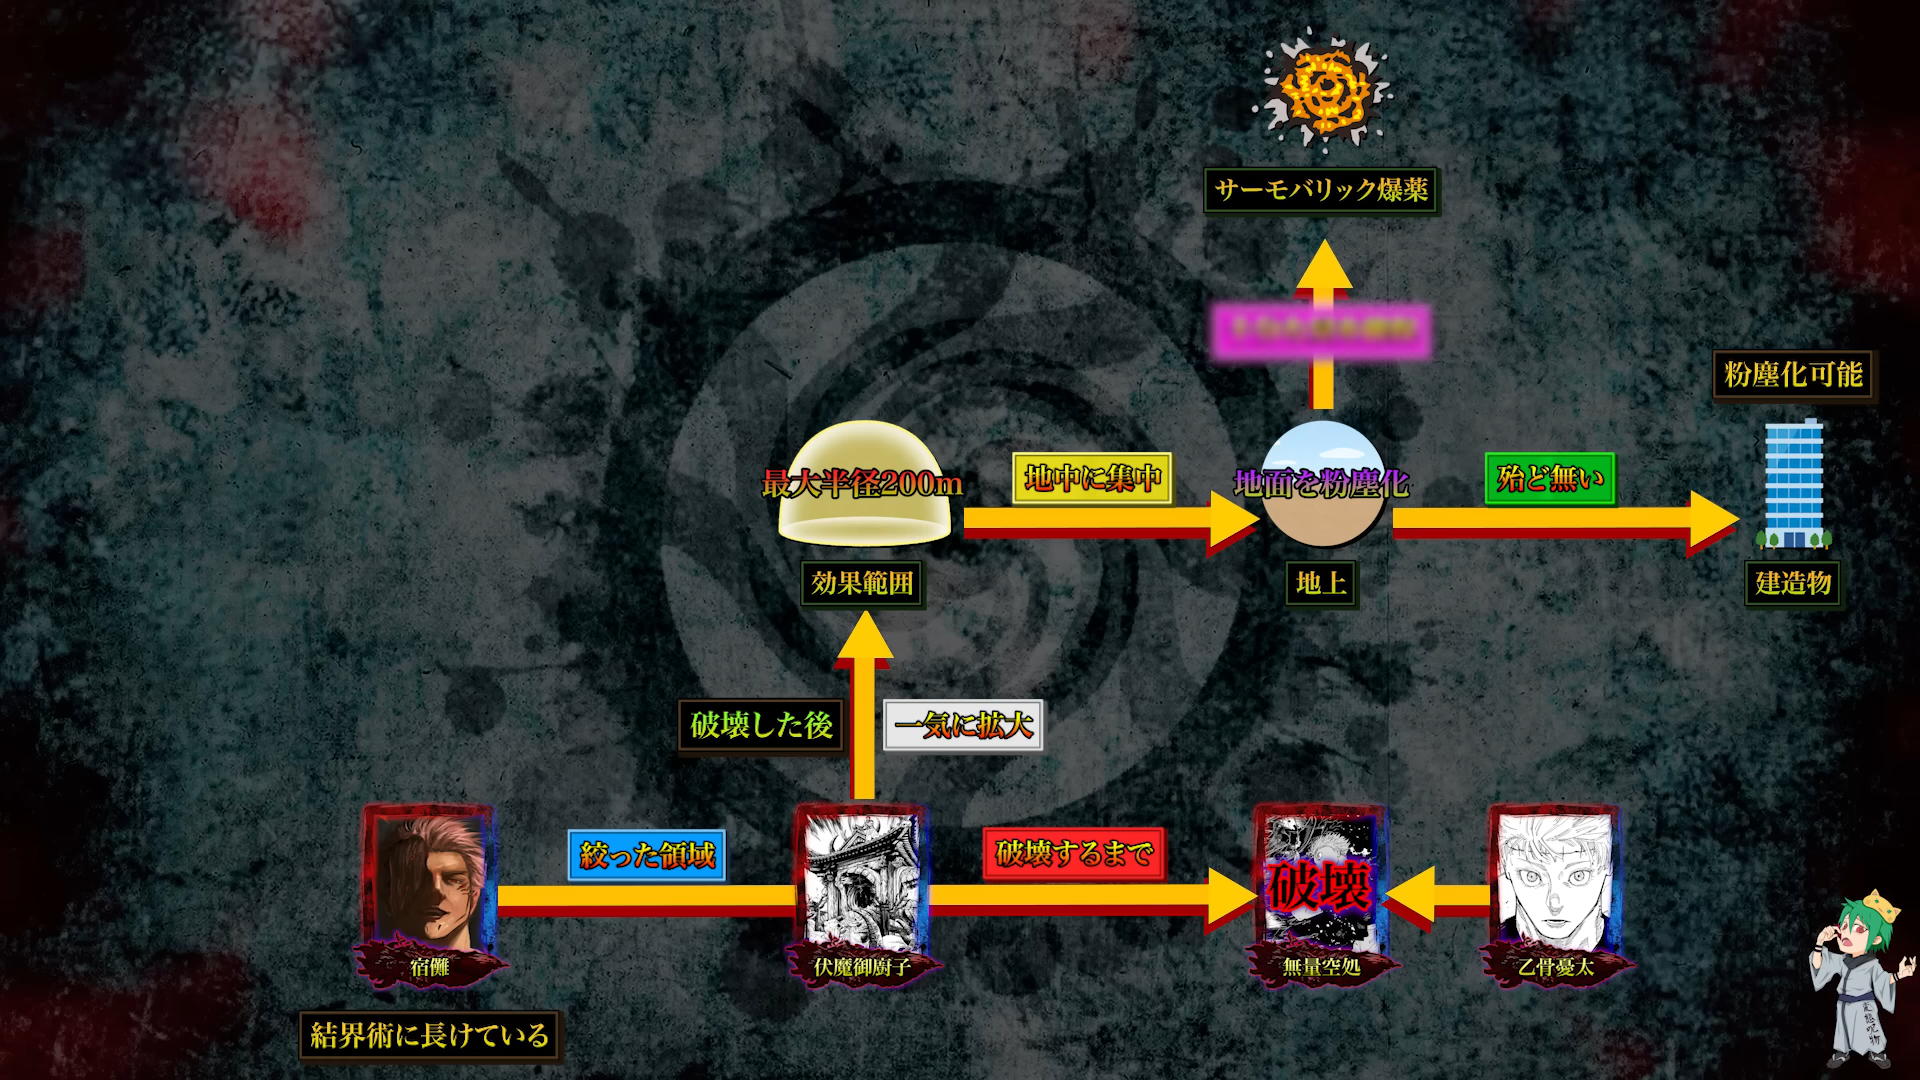 サーモバリック爆薬
粉塵化可能
最大半径200m
地中に集中
地面を粉塵化
殆ど無い
効果範囲
地上
建造物
破壊した後
一気に拡大
絞った領域
破壊するまで
破壊
宿儺
伏魔御廚子
無量空処
乙骨憂太
結界術に長けている